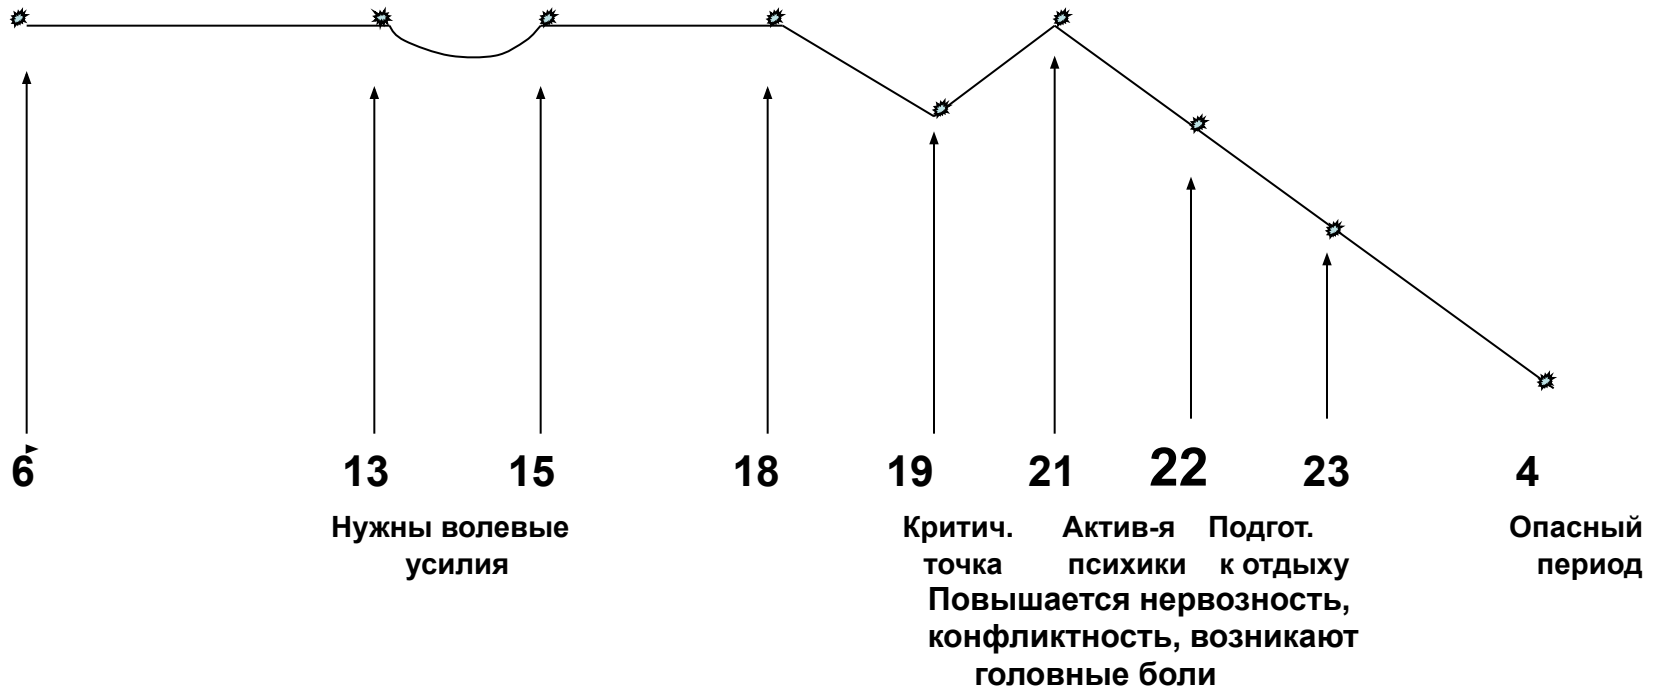 6 13 15 18 19 21 22 23 4
Нужны волевые Критич. Актив-я Подгот. Опасный
усилия точка психики к отдыху период
Повышается нервозность,
конфликтность, возникают
головные боли